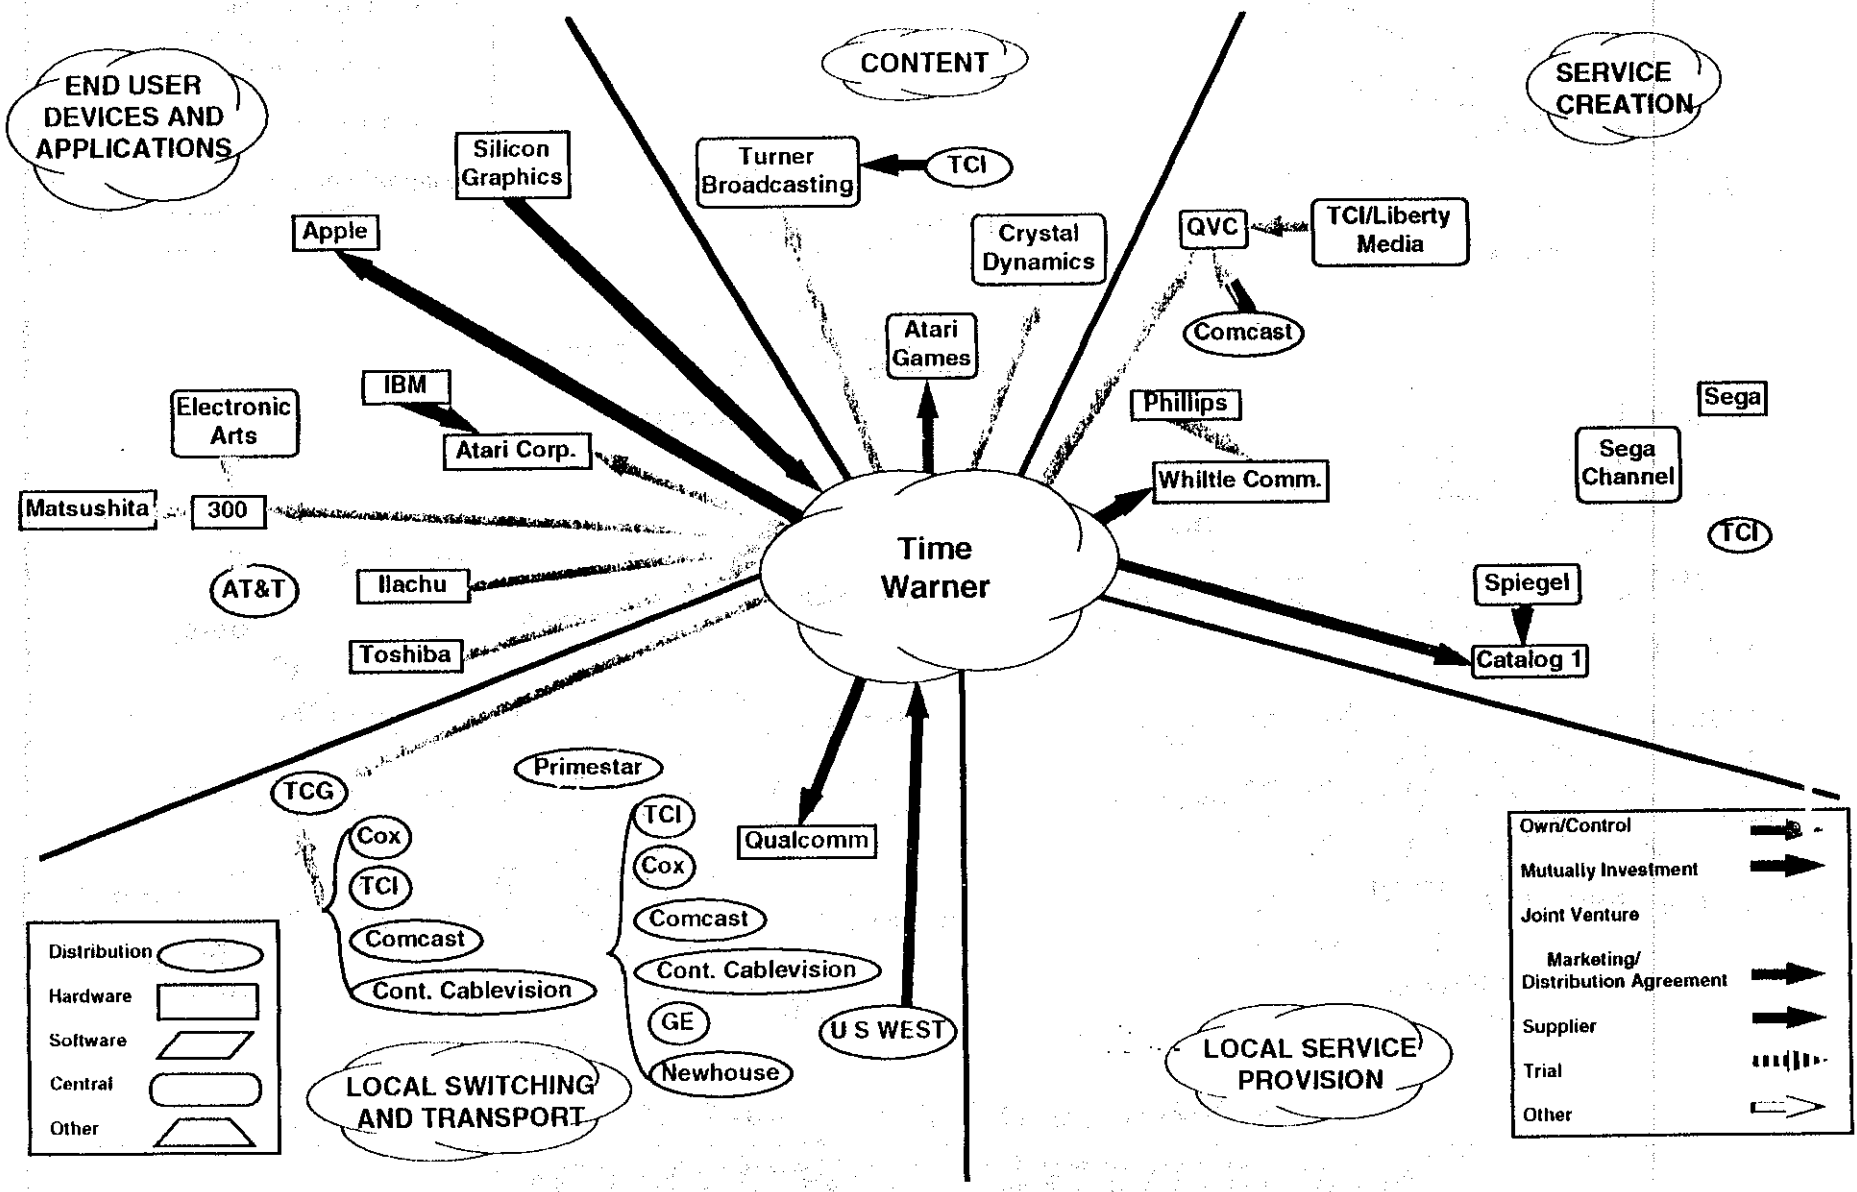 END USER
DEVICES AND
APPLICATIONS
CONTENT
SERVICE
CREATION
Silicon
Graphics
Turner
Broadcasting
TCI
Apple
Crystal
Dynamics
QVC
TCI/Liberty
Media
Atari
Games
Comcast
IBM
Electronic
Arts
Atari Corp.
Phillips
Sega
Whiltle Comm.
Sega
Channel
Matsushita
300
TCI
Time
Warner
AT&T
Ilachu
Spiegel
Toshiba
Catalog 1
TCG
Primestar
Cox
TCI
Comcast
Cont. Cablevision
TCI
Cox
Comcast
Cont. Cablevision
GE
Newhouse
Qualcomm
U S WEST
LOCAL SWITCHING
AND TRANSPORT
LOCAL SERVICE
PROVISION
Distribution
Hardware
Software
Central
Other
Own/Control
Mutually Investment
Joint Venture
Marketing/
Distribution Agreement
Supplier
Trial
Other